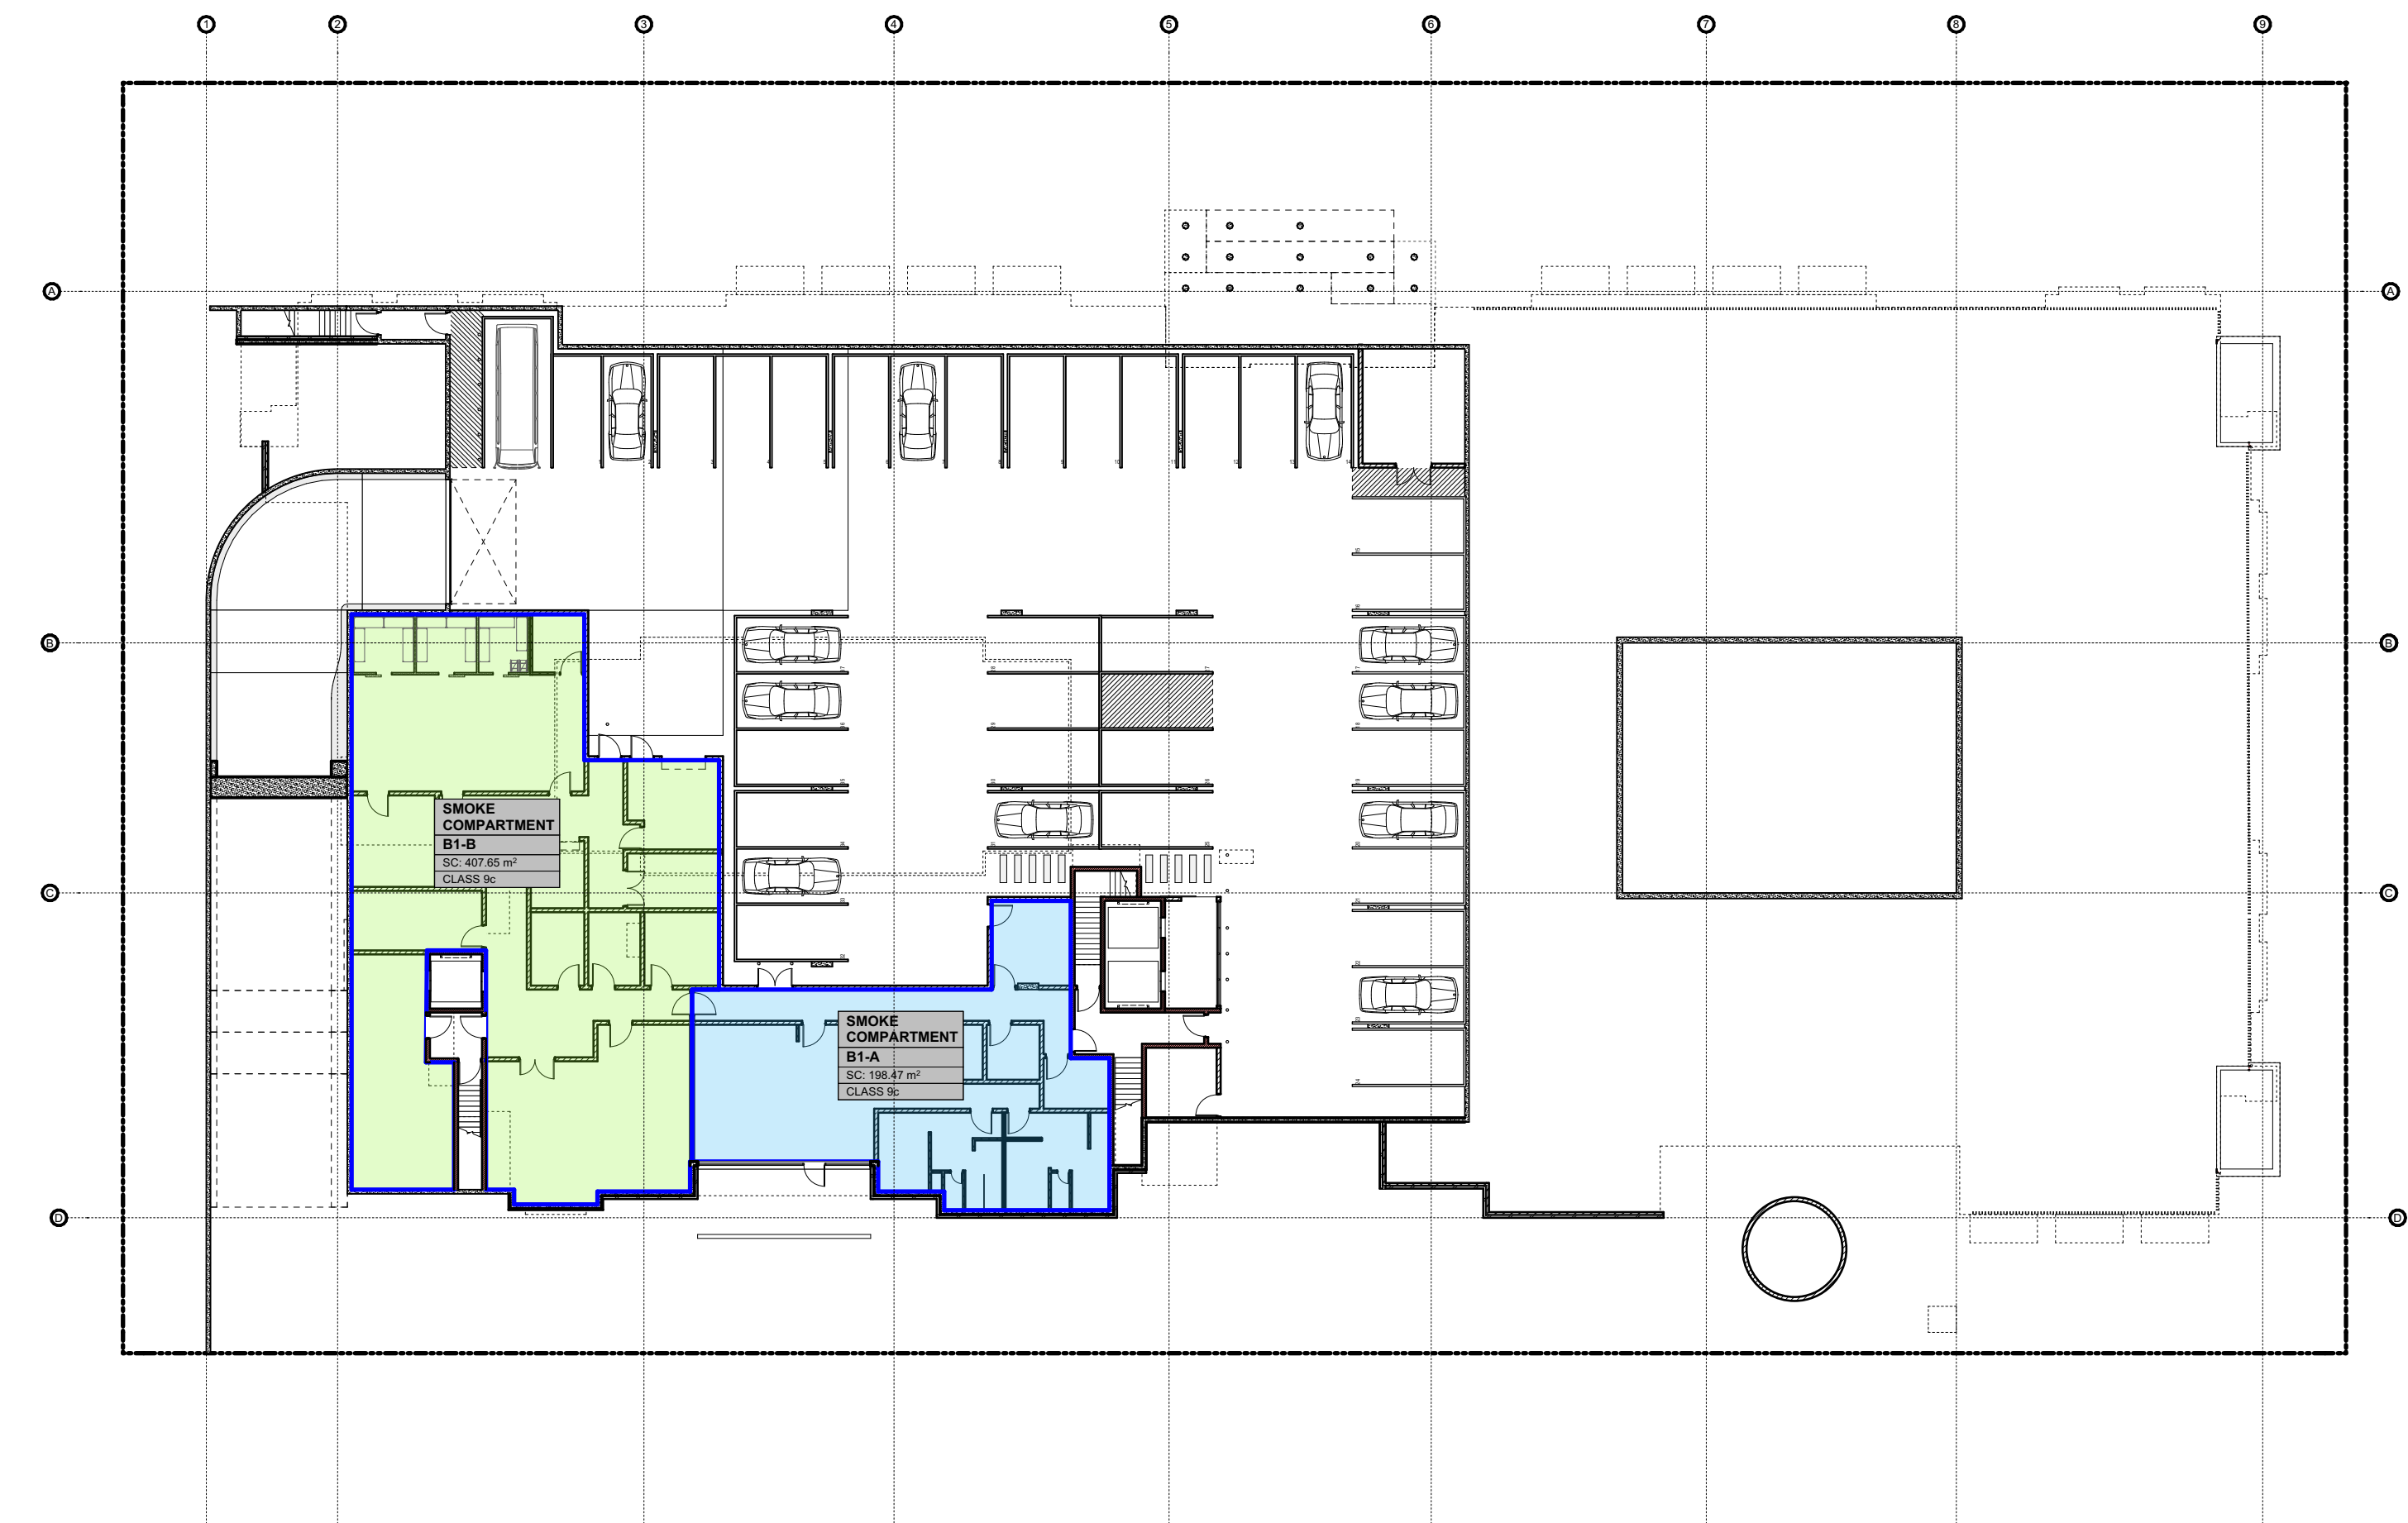 1 2 3 4 5 6 7 8 9
A A
B B
SMOKE
COMPARTMENT
B1-B
SC: 407.65 m²
CLASS 9c
C C
SMOKE
COMPARTMENT
B1-A
SC: 198.47 m²
CLASS 9c
D D